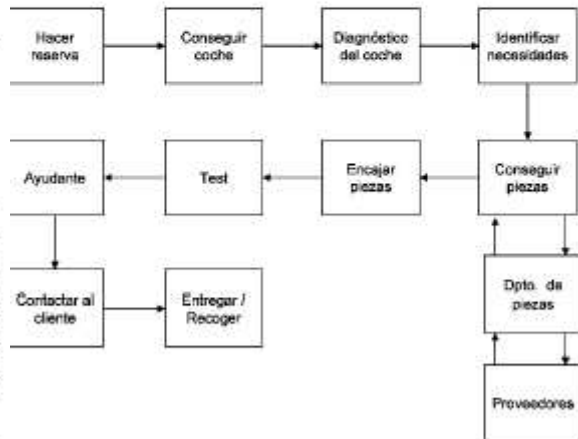 Hacer
reserva
Conseguir
coche
Diagnóstico
del coche
Identificar
necesidades
Ayudante
Test
Encajar
piezas
Conseguir
piezas
Contactar al
cliente
Entregar /
Recoger
Dpto. de
piezas
Proveedores